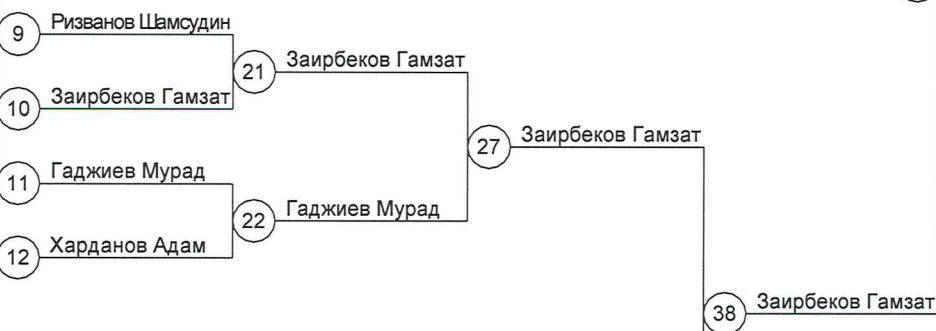 9 Ризванов Шамсудин
21 Заирбеков Гамзат
10 Заирбеков Гамзат
27 Заирбеков Гамзат
11 Гаджиев Мурад
22 Гаджиев Мурад
12 Харданов Адам
38 Заирбеков Гамзат